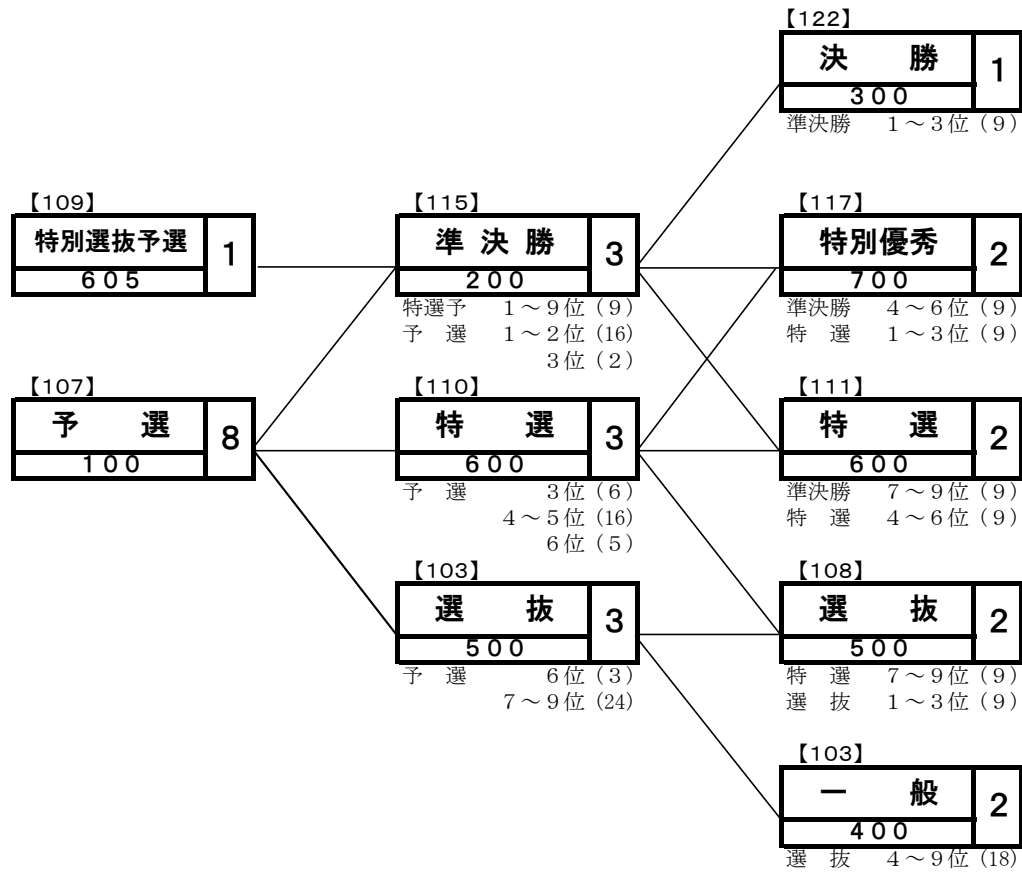 【109】
特別選抜予選 1
605
【107】
予 選 8
100
【115】
準 決 勝 3
200
特選予 1～9位（9）
予 選 1～2位（16）
3位（2）
【110】
特 選 3
600
予 選 3位（6）
4～5位（16）
6位（5）
【103】
選 抜 3
500
予 選 6位（3）
7～9位（24）
【122】
決 勝 1
300
準決勝 1～3位（9）
【117】
特別優秀 2
700
準決勝 4～6位（9）
特 選 1～3位（9）
【111】
特 選 2
600
準決勝 7～9位（9）
特 選 4～6位（9）
【108】
選 抜 2
500
特 選 7～9位（9）
選 抜 1～3位（9）
【103】
一 般 2
400
選 抜 4～9位（18）